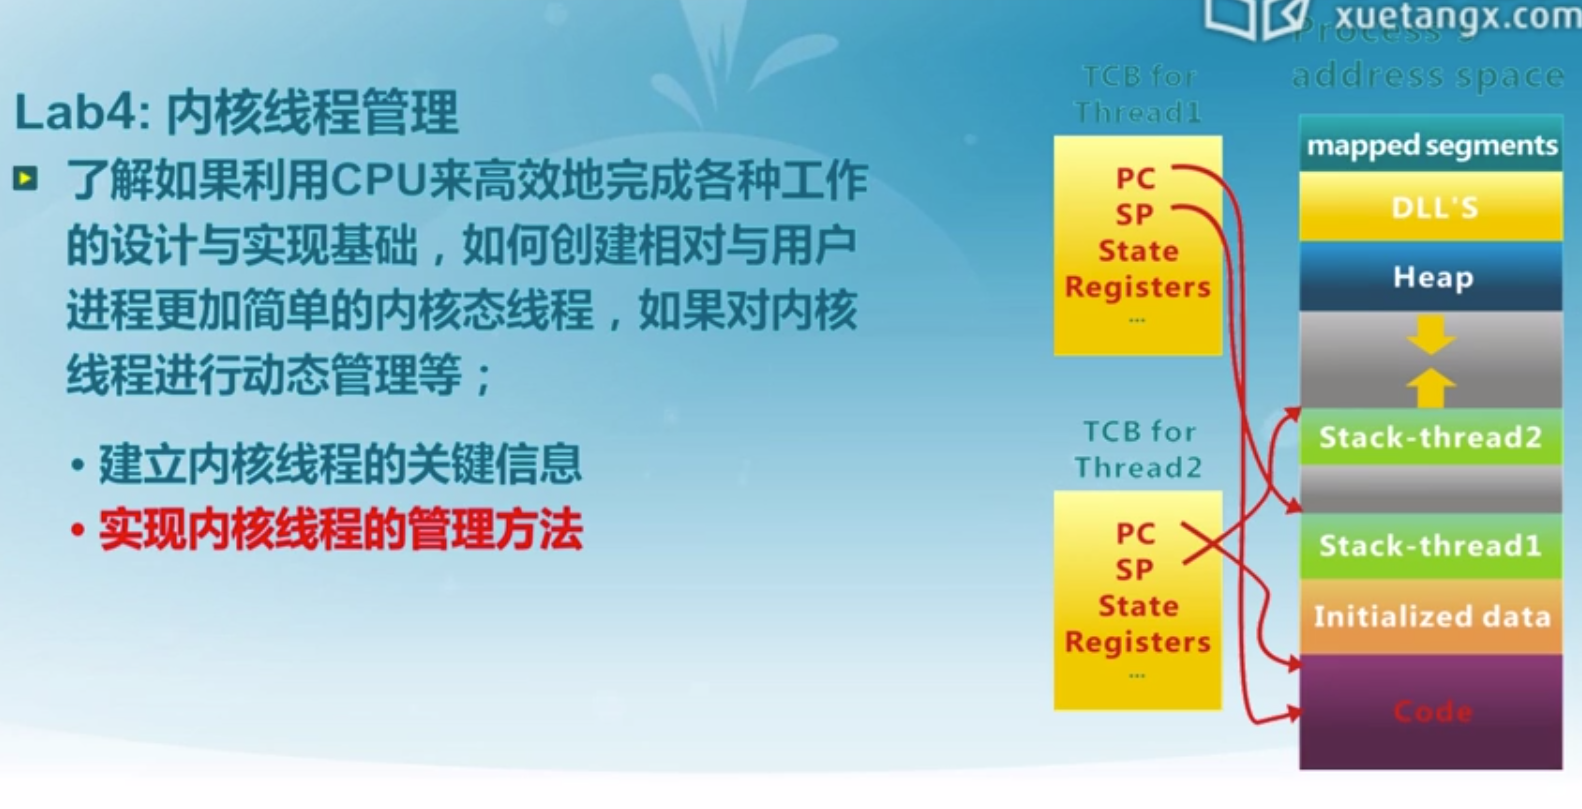 xuetangx.com
Lab4: 内核线程管理
了解如果利用CPU来高效地完成各种工作
的设计与实现基础，如何创建相对与用户
进程更加简单的内核态线程，如果对内核
线程进行动态管理等；
• 建立内核线程的关键信息
• 实现内核线程的管理方法
TCB for
Thread1
PC
SP
State
Registers
...
TCB for
Thread2
PC
SP
State
Registers
...
Process's
address space
mapped segments
DLL'S
Heap
Stack-thread2
Stack-thread1
Initialized data
Code